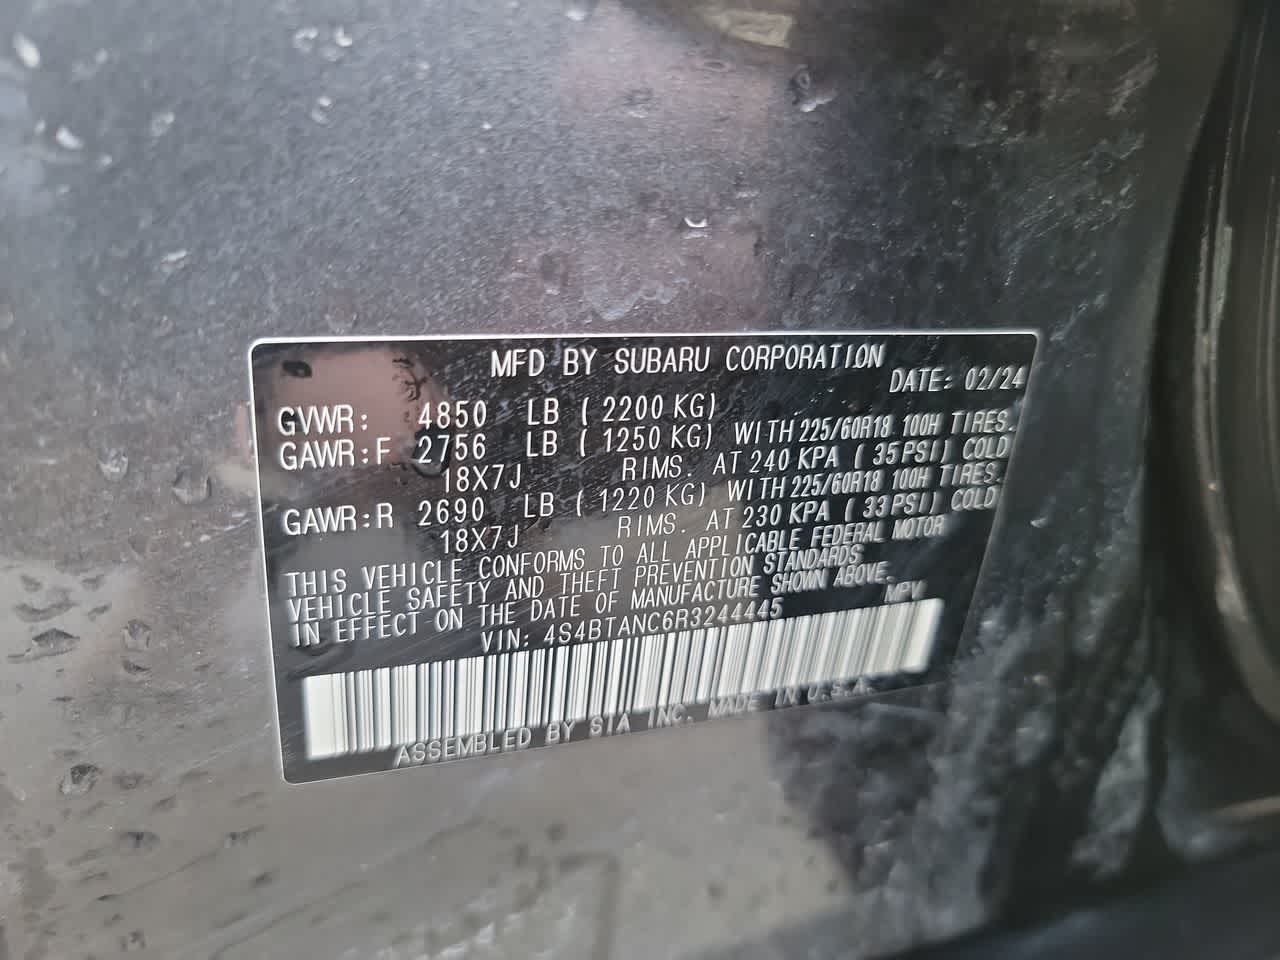 MFD BY SUBARU CORPORATION
DATE: 02/24
GVWR: 4850 LB ( 2200 KG)
GAWR:F 2756 LB ( 1250 KG) WITH 225/60R18 100H TIRES.
18X7J RIMS. AT 240 KPA ( 35 PSI) COLD
GAWR:R 2690 LB ( 1220 KG) WITH 225/60R18 100H TIRES.
18X7J RIMS. AT 230 KPA ( 33 PSI) COLD
THIS VEHICLE CONFORMS TO ALL APPLICABLE FEDERAL MOTOR
VEHICLE SAFETY AND THEFT PREVENTION STANDARDS
IN EFFECT ON THE DATE OF MANUFACTURE SHOWN ABOVE.
VIN: 4S4BTANC6R3244445 MPV
ASSEMBLED BY SIA INC. MADE IN U.S.A.